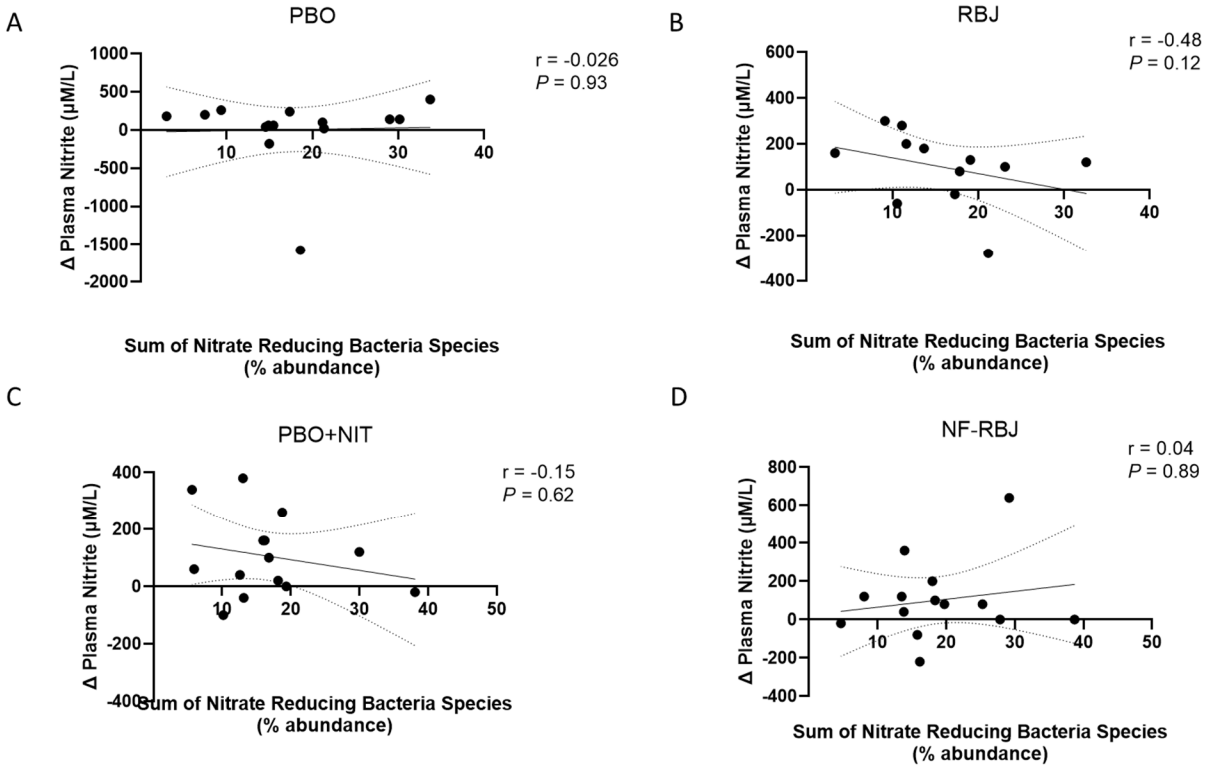 A
PBO
r = -0.026
P = 0.93
1000
500
0
-500
-1000
-1500
-2000
10
20
30
40
Δ Plasma Nitrite (µM/L)
Sum of Nitrate Reducing Bacteria Species
(% abundance)
B
RBJ
r = -0.48
P = 0.12
600
400
200
0
-200
-400
10
20
30
40
Δ Plasma Nitrite (µM/L)
Sum of Nitrate Reducing Bacteria Species
(% abundance)
C
PBO+NIT
r = -0.15
P = 0.62
400
200
0
-200
-400
10
20
30
40
50
Δ Plasma Nitrite (µM/L)
Sum of Nitrate Reducing Bacteria Species
(% abundance)
D
NF-RBJ
r = 0.04
P = 0.89
800
600
400
200
0
-200
-400
10
20
30
40
50
Δ Plasma Nitrite (µM/L)
Sum of Nitrate Reducing Bacteria Species
(% abundance)